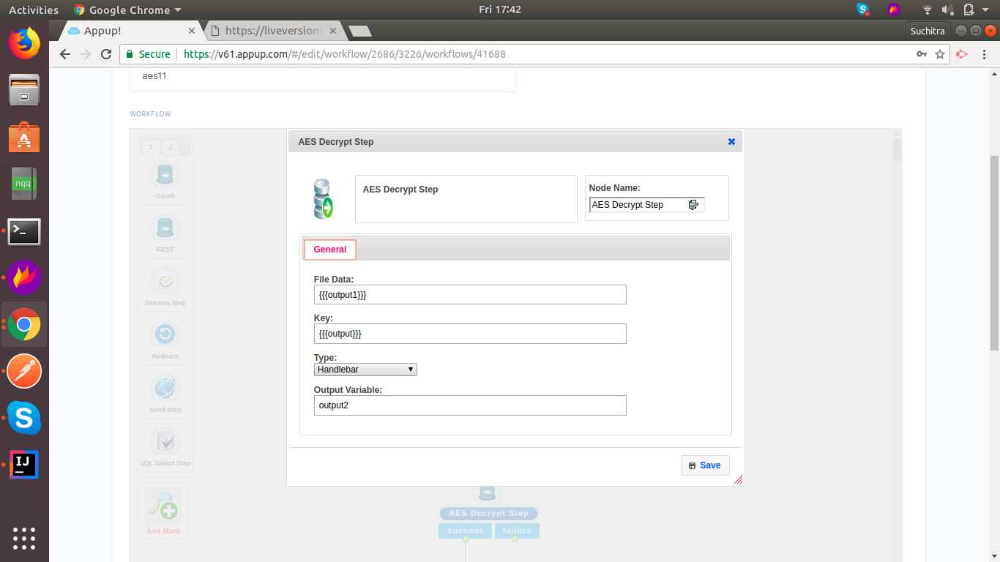 Activities
Google Chrome
Fri 17:42
Appup!
https://liveversions
Suchitra
Secure
https://v61.appup.com/#/edit/workflow/2686/3226/workflows/41688
aes11
WORKFLOW
1 2
OAuth
REST
Session Step
Redirect
Send Step
SQL Select Step
Add More
AES Decrypt Step
AES Decrypt Step
Node Name:
AES Decrypt Step
General
File Data:
{{{output1}}}
Key:
{{{output}}}
Type:
Handlebar
Output Variable:
output2
Save
AES Decrypt Step
success failure
nqq
IJ